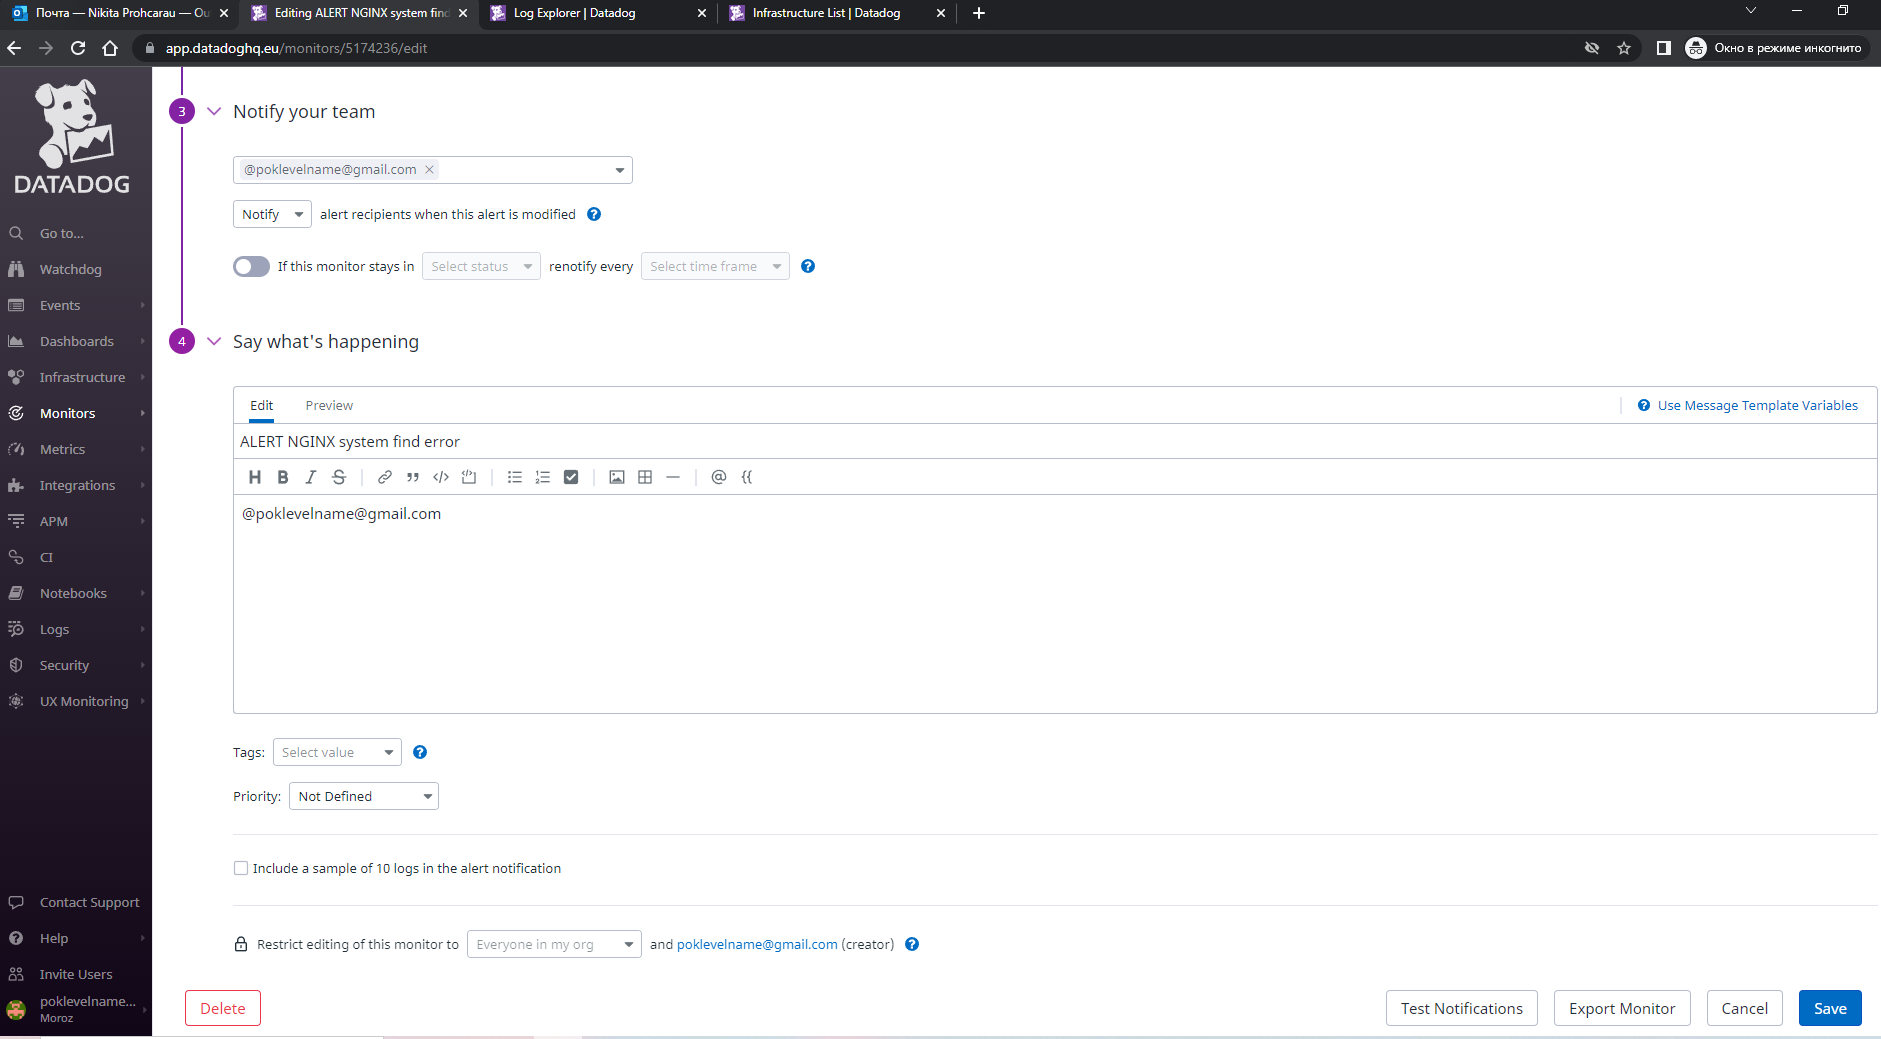 Почта — Nikita Prohcarau — Ou
Editing ALERT NGINX system find
Log Explorer | Datadog
Infrastructure List | Datadog
app.datadoghq.eu/monitors/5174236/edit
Окно в режиме инкогнито
DATADOG
Go to...
Watchdog
Events
Dashboards
Infrastructure
Monitors
Metrics
Integrations
APM
CI
Notebooks
Logs
Security
UX Monitoring
Contact Support
Help
Invite Users
poklevelname...
Moroz
3 Notify your team
@poklevelname@gmail.com
Notify alert recipients when this alert is modified
If this monitor stays in Select status renotify every Select time frame
4 Say what's happening
Edit Preview Use Message Template Variables
ALERT NGINX system find error
@poklevelname@gmail.com
Tags: Select value
Priority: Not Defined
Include a sample of 10 logs in the alert notification
Restrict editing of this monitor to Everyone in my org and poklevelname@gmail.com (creator)
Delete Test Notifications Export Monitor Cancel Save